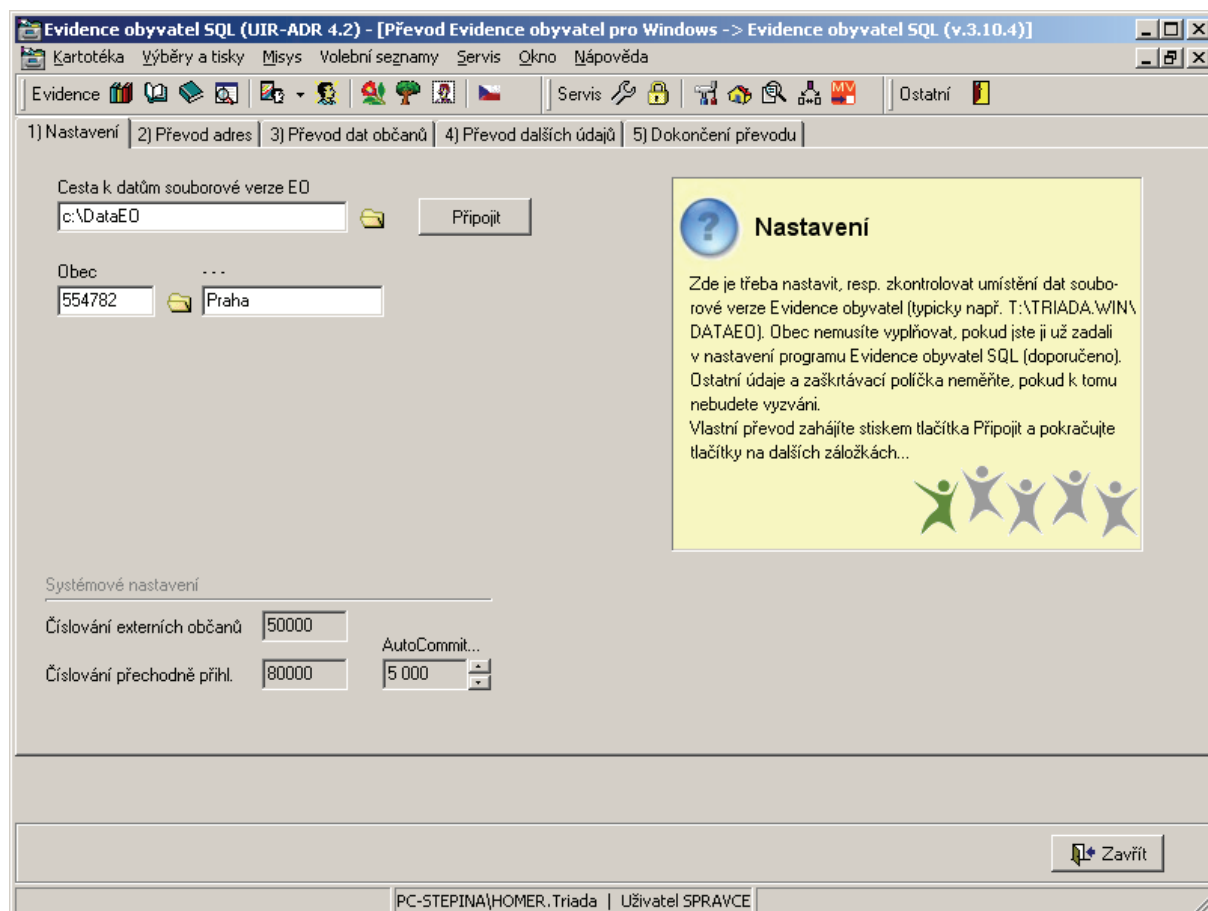 Evidence obyvatel SQL (UIR-ADR 4.2) - [Převod Evidence obyvatel pro Windows -> Evidence obyvatel SQL (v.3.10.4)]
Kartotéka Výběry a tisky Misys Volební seznamy Servis Okno Nápověda
Evidence Servis MV Ostatní
1) Nastavení 2) Převod adres 3) Převod dat občanů 4) Převod dalších údajů 5) Dokončení převodu
Cesta k datům souborové verze EO
c:\DataEO Připojit
Obec ...
554782 Praha
? Nastavení
Zde je třeba nastavit, resp. zkontrolovat umístění dat soubo-
rové verze Evidence obyvatel (typicky např. T:\TRIADA.WIN\
DATAEO). Obec nemusíte vyplňovat, pokud jste ji už zadali
v nastavení programu Evidence obyvatel SQL (doporučeno).
Ostatní údaje a zaškrtávací políčka neměňte, pokud k tomu
nebudete vyzváni.
Vlastní převod zahájíte stiskem tlačítka Připojit a pokračujte
tlačítky na dalších záložkách...
Systémové nastavení
Číslování externích občanů 50000
AutoCommit...
Číslování přechodně přihl. 80000 5 000
Zavřít
PC-STEPINA\HOMER.Triada | Uživatel SPRAVCE